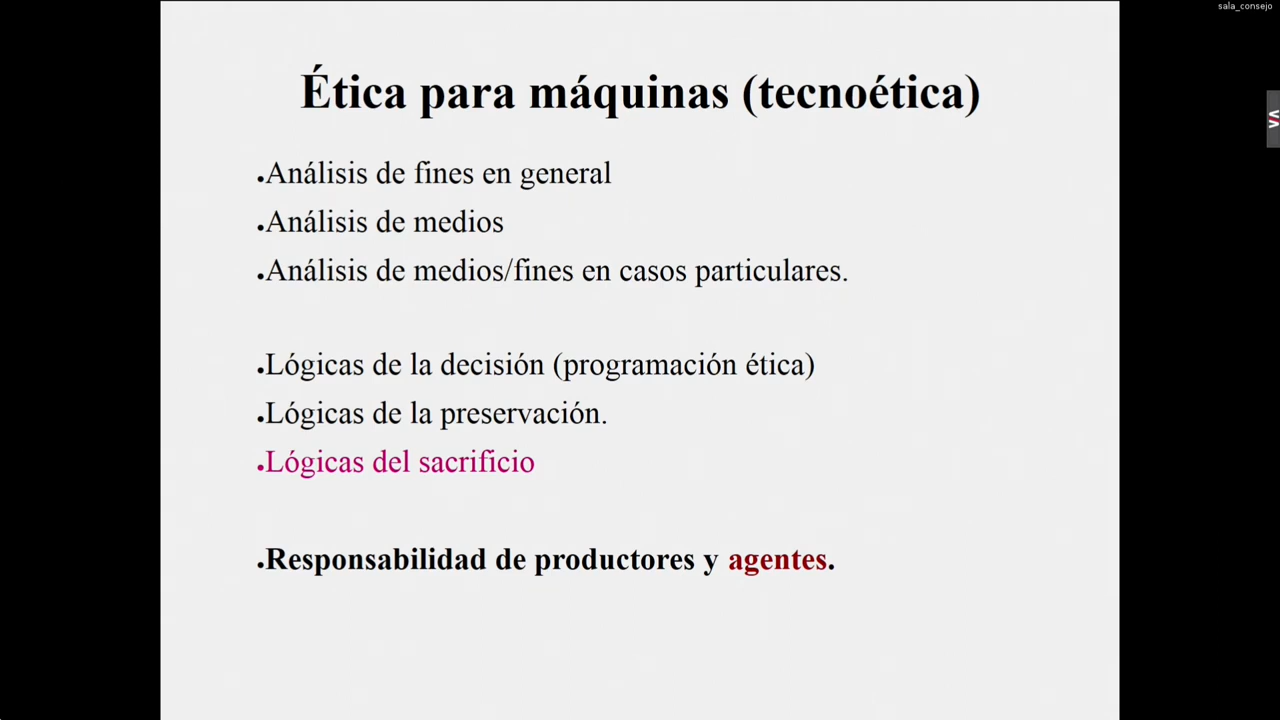 sala_consejo
Ética para máquinas (tecnoética)
●Análisis de fines en general
●Análisis de medios
●Análisis de medios/fines en casos particulares.
●Lógicas de la decisión (programación ética)
●Lógicas de la preservación.
●Lógicas del sacrificio
●Responsabilidad de productores y agentes.